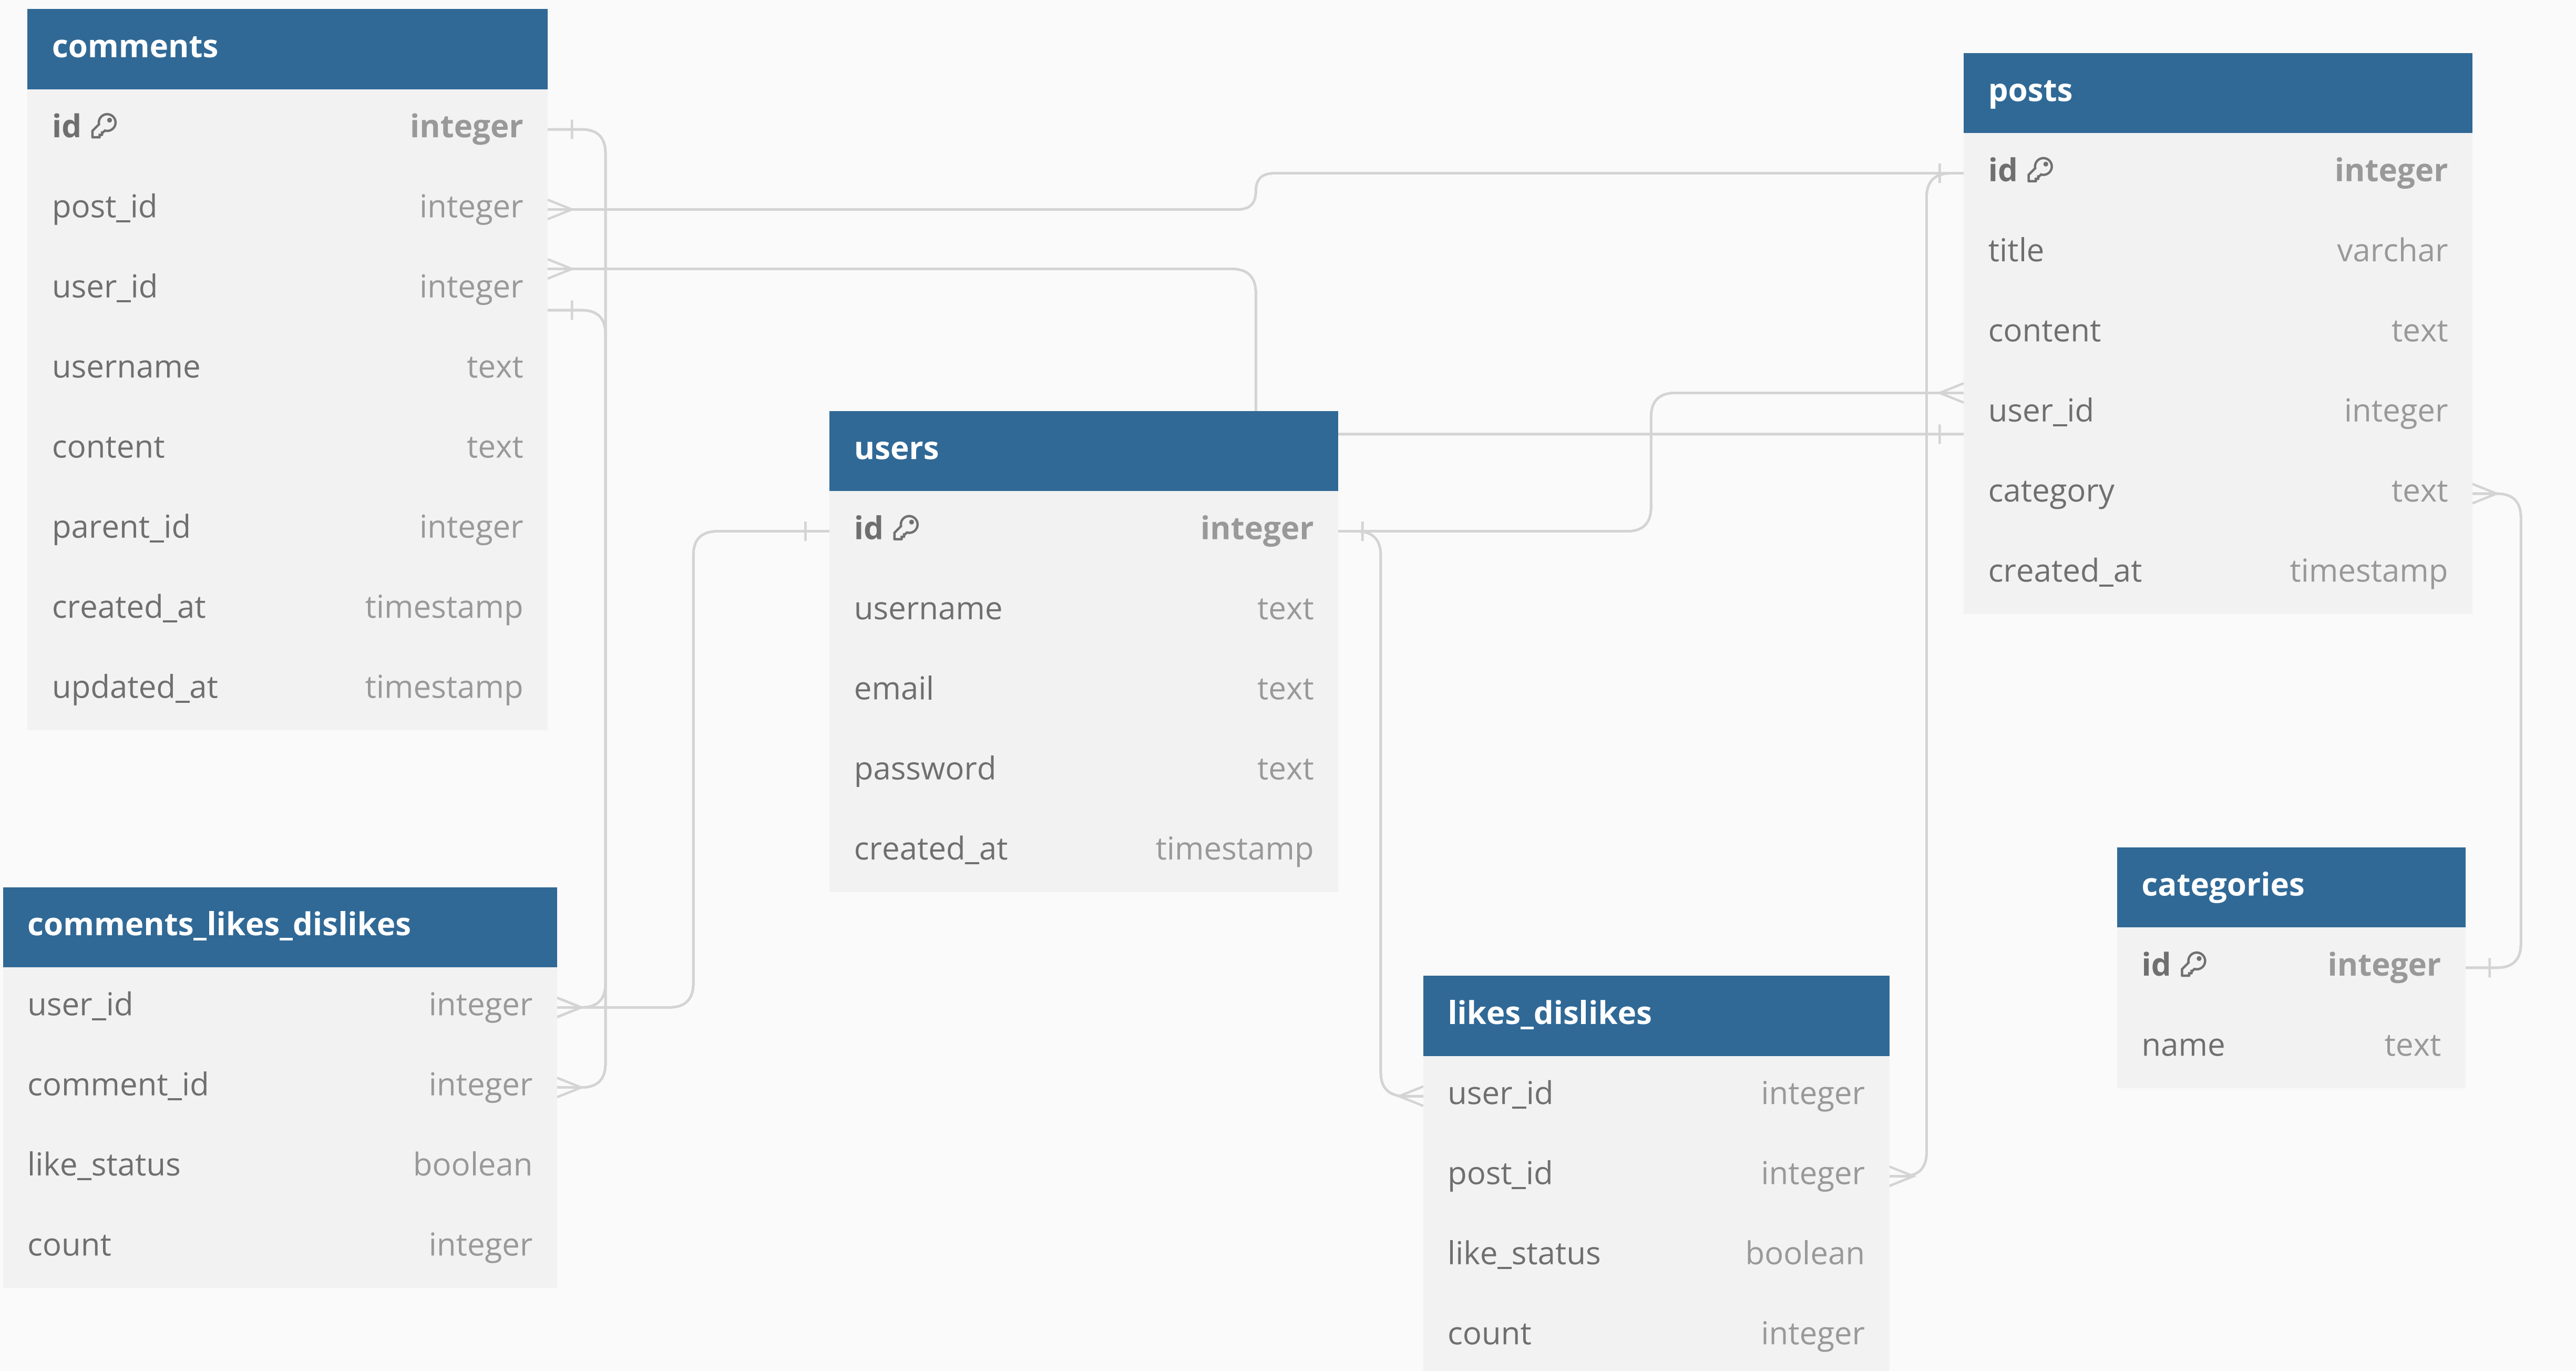 comments
id integer
post_id integer
user_id integer
username text
content text
parent_id integer
created_at timestamp
updated_at timestamp
posts
id integer
title varchar
content text
user_id integer
category text
created_at timestamp
users
id integer
username text
email text
password text
created_at timestamp
comments_likes_dislikes
user_id integer
comment_id integer
like_status boolean
count integer
likes_dislikes
user_id integer
post_id integer
like_status boolean
count integer
categories
id integer
name text